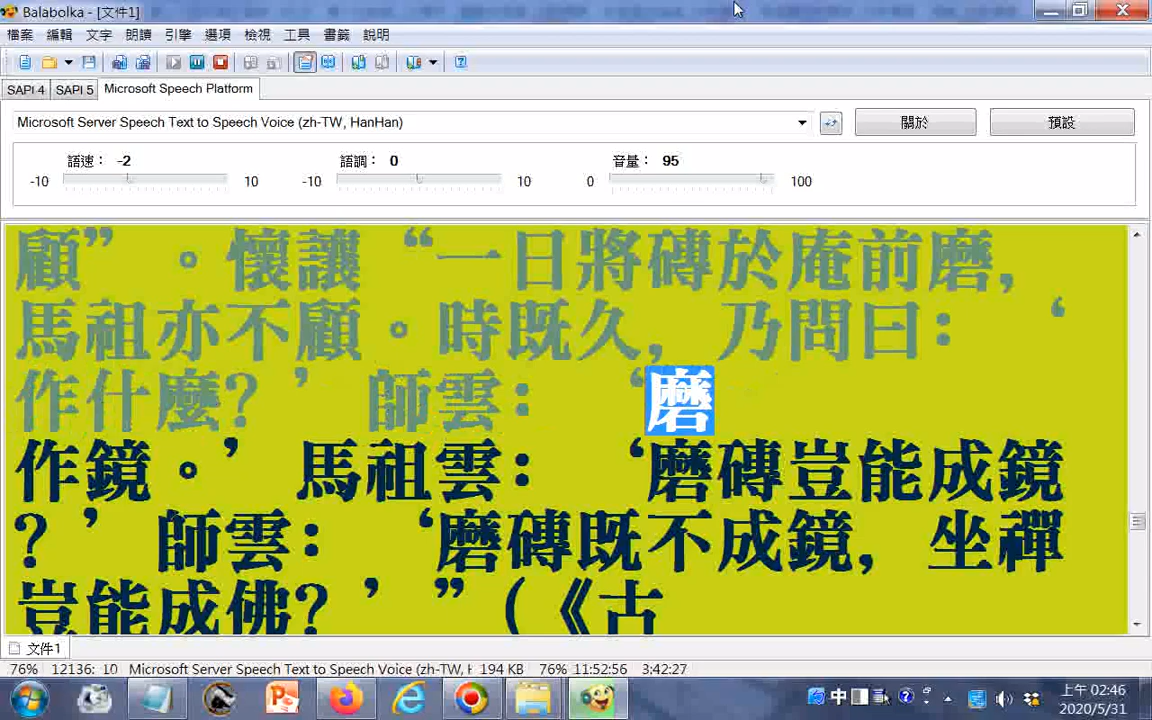 Balabolka - [文件1]
檔案 編輯 文字 朗讀 引擎 選項 檢視 工具 書籤 說明
SAPI 4 SAPI 5 Microsoft Speech Platform
Microsoft Server Speech Text to Speech Voice (zh-TW, HanHan) 關於 預設
語速： -2 語調： 0 音量： 95
-10 10 -10 10 0 100
顧”。懷讓“一日將磚於庵前磨，
馬祖亦不顧。時既久，乃問曰：‘
作什麼？’師雲：‘磨
作鏡。’馬祖雲：‘磨磚豈能成鏡
？’師雲：‘磨磚既不成鏡，坐禪
豈能成佛？’”（《古
文件1
76% 12136: 10 Microsoft Server Speech Text to Speech Voice (zh-TW, H 194 KB 76% 11:52:56 3:42:27
中 上午 02:46
2020/5/31